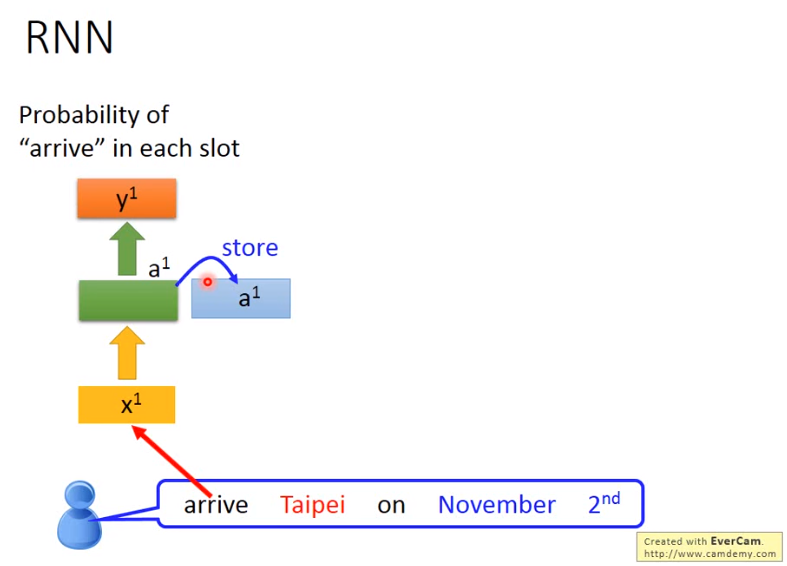 RNN
Probability of
“arrive” in each slot
y¹
a¹
store
a¹
x¹
arrive Taipei on November 2ⁿᵈ
Created with EverCam.
http://www.camdemy.com